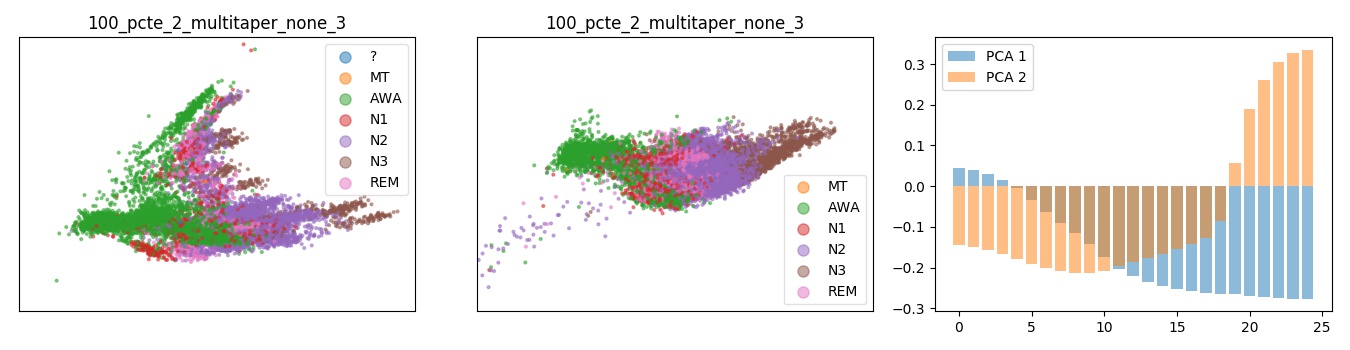 100_pcte_2_multitaper_none_3
?
MT
AWA
N1
N2
N3
REM
100_pcte_2_multitaper_none_3
MT
AWA
N1
N2
N3
REM
PCA 1
PCA 2
0.3
0.2
0.1
0.0
−0.1
−0.2
−0.3
0 5 10 15 20 25